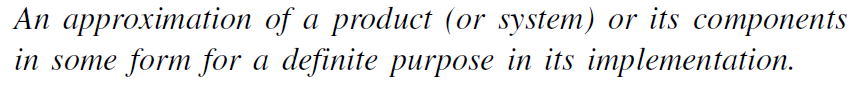 An approximation of a product (or system) or its components
in some form for a definite purpose in its implementation.